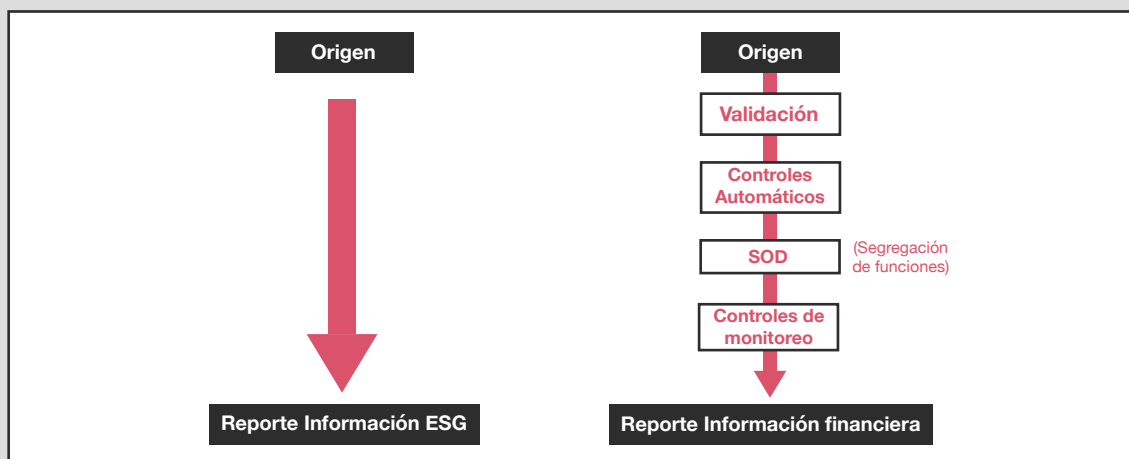 Origen
Reporte Información ESG
Origen
Validación
Controles
Automáticos
SOD
(Segregación
de funciones)
Controles de
monitoreo
Reporte Información financiera